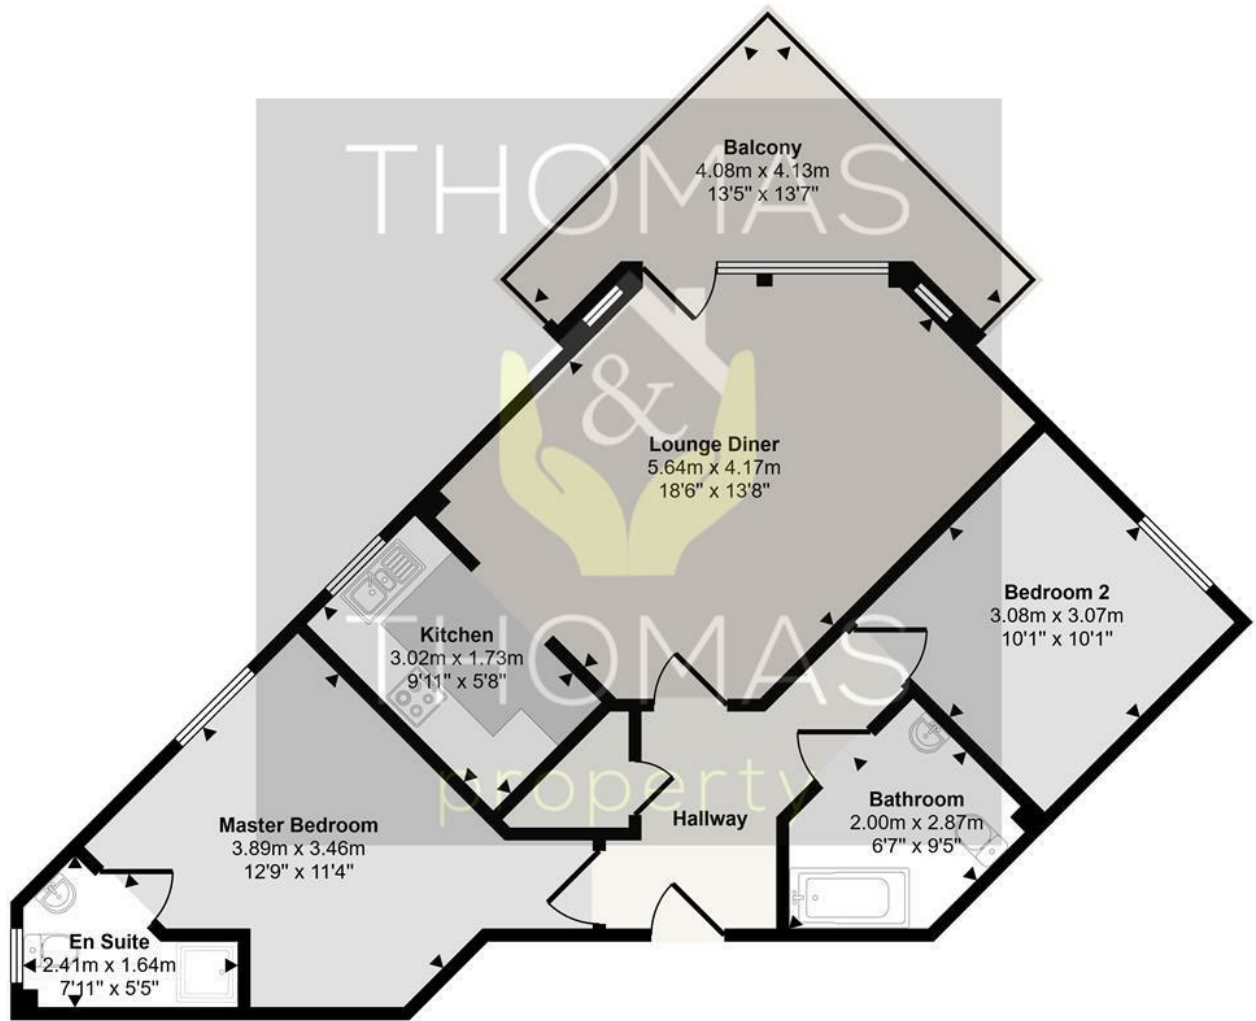 THOMAS
&
THOMAS
property
Balcony
4.08m x 4.13m
13'5" x 13'7"
Lounge Diner
5.64m x 4.17m
18'6" x 13'8"
Bedroom 2
3.08m x 3.07m
10'1" x 10'1"
Kitchen
3.02m x 1.73m
9'11" x 5'8"
Master Bedroom
3.89m x 3.46m
12'9" x 11'4"
Hallway
Bathroom
2.00m x 2.87m
6'7" x 9'5"
En Suite
2.41m x 1.64m
7'11" x 5'5"